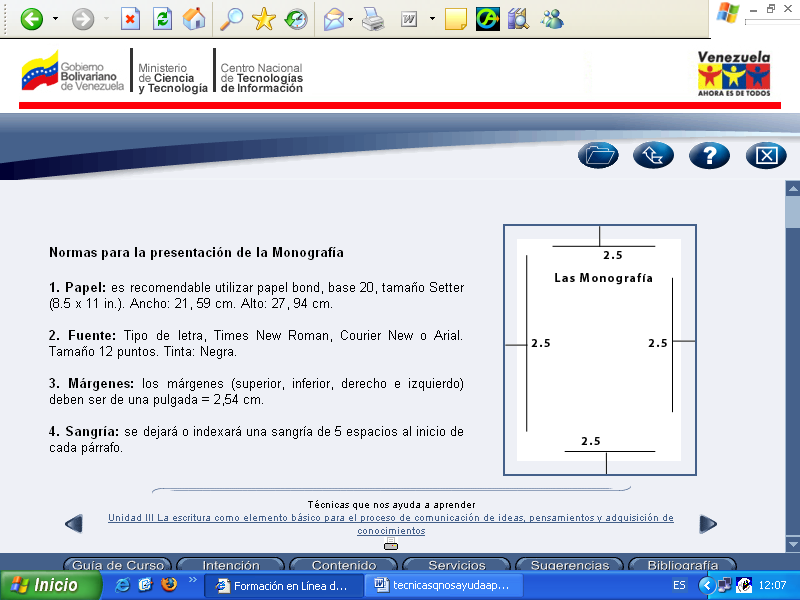 Gobierno
Bolivariano
de Venezuela
Ministerio
de Ciencia
y Tecnología
Centro Nacional
de Tecnologías
de Información
Venezuela
AHORA ES DE TODOS
Normas para la presentación de la Monografía
1. Papel: es recomendable utilizar papel bond, base 20, tamaño Setter
(8.5 x 11 in.). Ancho: 21, 59 cm. Alto: 27, 94 cm.
2. Fuente: Tipo de letra, Times New Roman, Courier New o Arial.
Tamaño 12 puntos. Tinta: Negra.
3. Márgenes: los márgenes (superior, inferior, derecho e izquierdo)
deben ser de una pulgada = 2,54 cm.
4. Sangría: se dejará o indexará una sangría de 5 espacios al inicio de
cada párrafo.
2.5
Las Monografía
2.5
2.5
2.5
Técnicas que nos ayuda a aprender
Unidad III La escritura como elemento básico para el proceso de comunicación de ideas, pensamientos y adquisición de
conocimientos
Guía de Curso
Intención
Contenido
Servicios
Sugerencias
Bibliografía
Inicio
Formación en Línea d...
tecnicasqnosayudaap...
ES
12:07